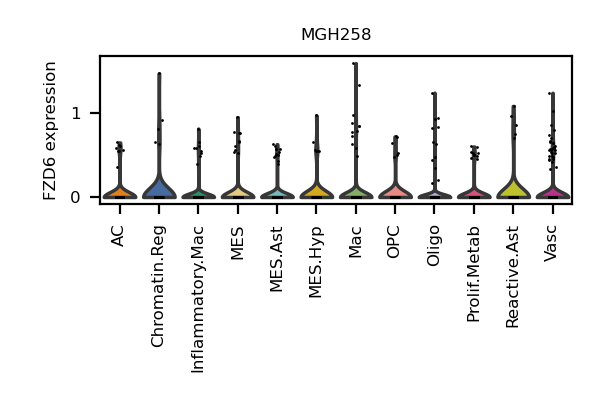 MGH258
FZD6 expression
1
0
AC
Chromatin.Reg
Inflammatory.Mac
MES
MES.Ast
MES.Hyp
Mac
OPC
Oligo
Prolif.Metab
Reactive.Ast
Vasc